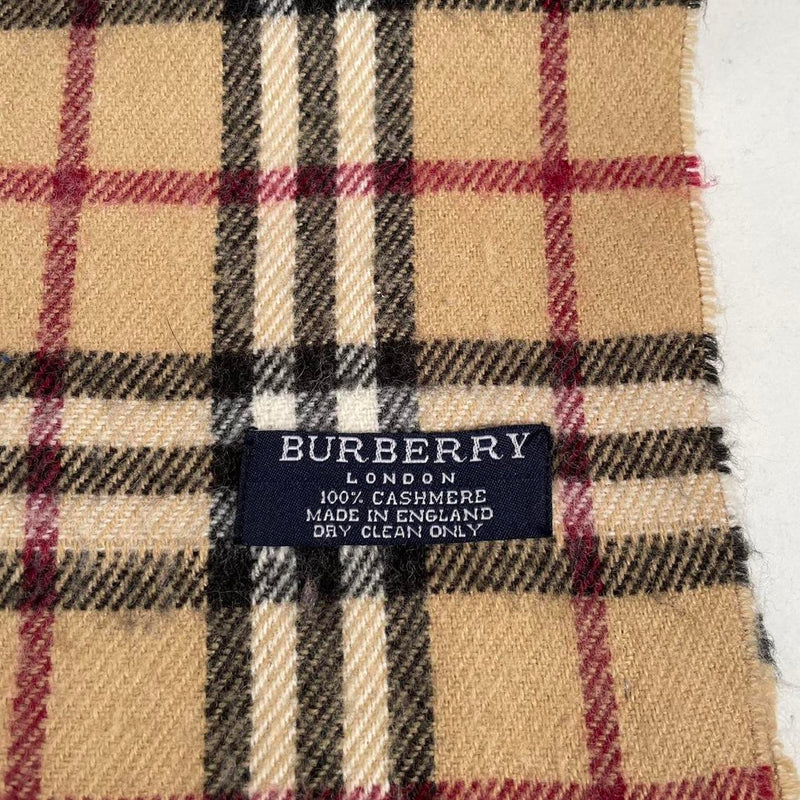 BURBERRY
LONDON
100% CASHMERE
MADE IN ENGLAND
DRY CLEAN ONLY